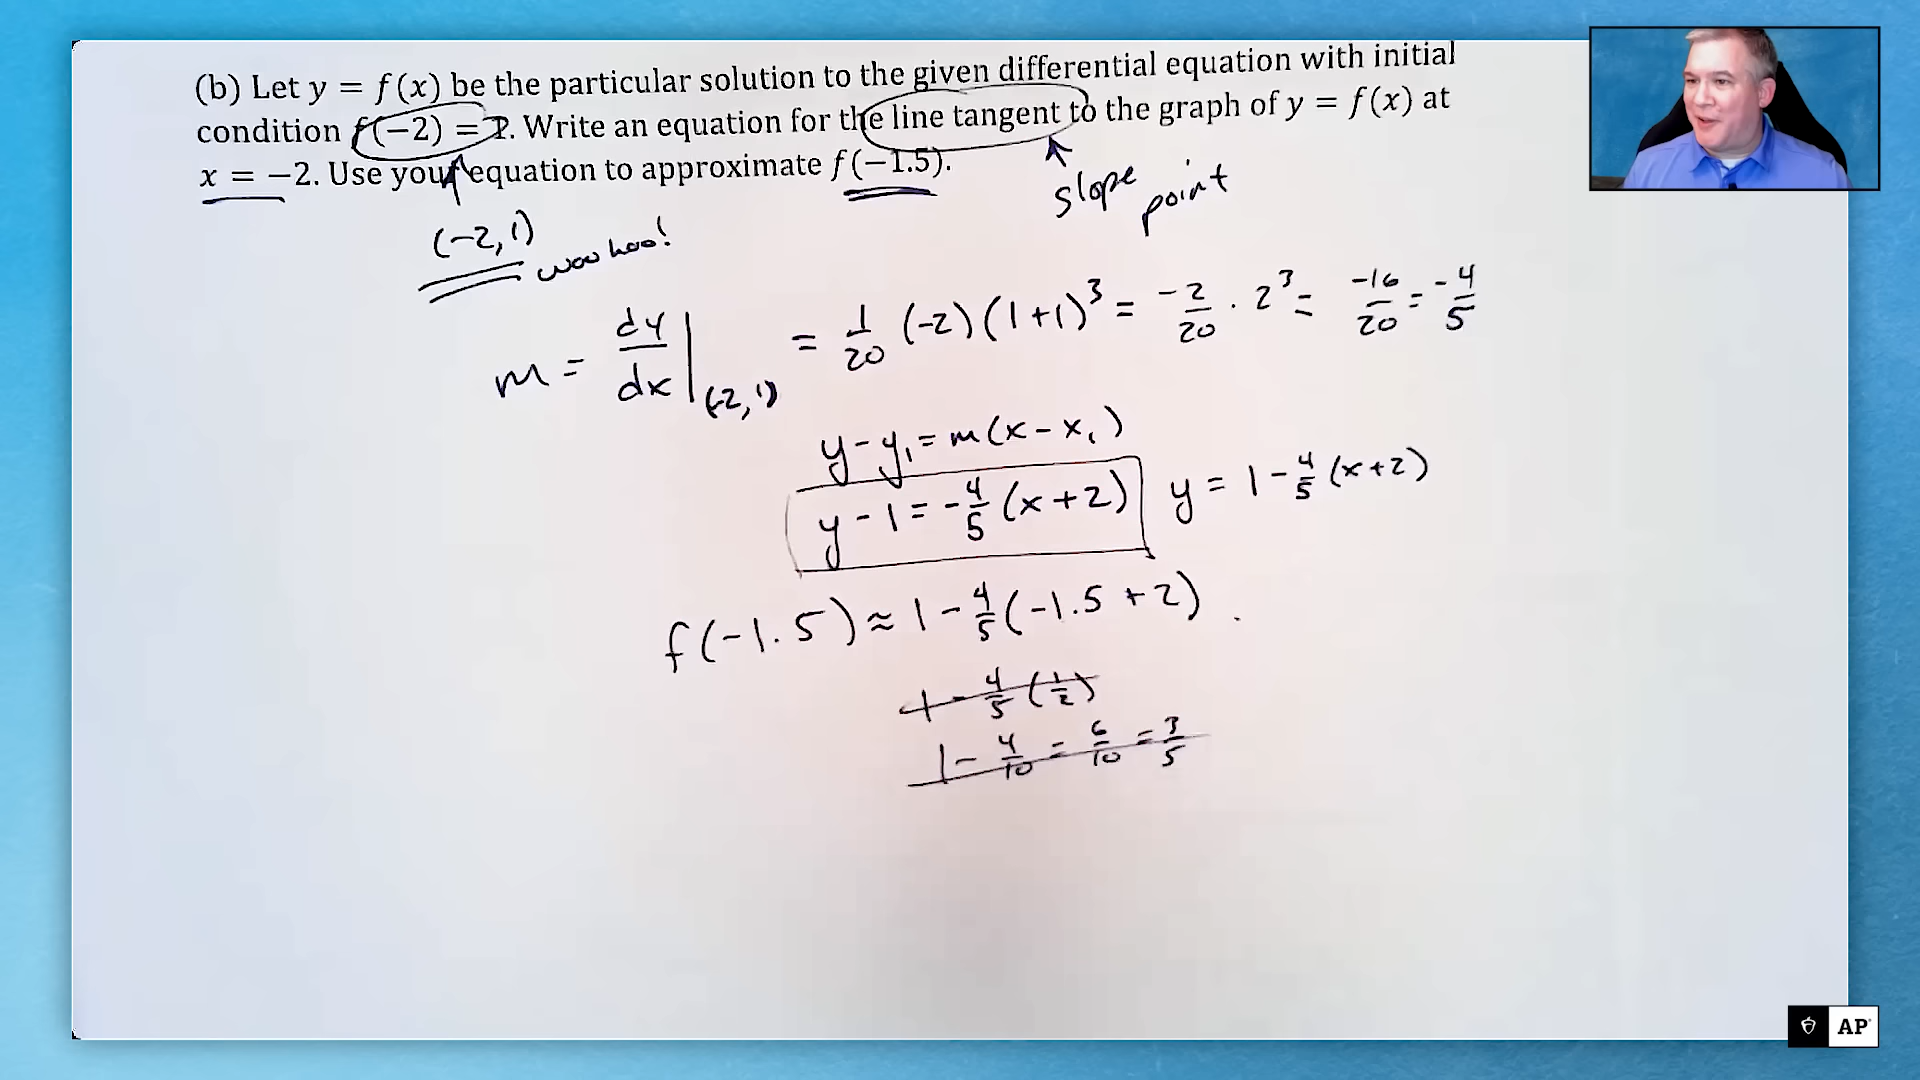 (b) Let y = f(x) be the particular solution to the given differential equation with initial
condition f(−2) = 1. Write an equation for the line tangent to the graph of y = f(x) at
x = −2. Use your equation to approximate f(−1.5).
slope point
(-2,1) woo hoo!
m = dy/dx |(-2,1) = 1/20 (-2)(1+1)^3 = -2/20 · 2^3 = -16/20 = -4/5
y - y₁ = m(x - x₁)
y - 1 = -4/5 (x+2) y = 1 - 4/5 (x+2)
f(-1.5) ≈ 1 - 4/5 (-1.5 + 2)
1 - 4/5 (1/2)
1 - 4/10 = 6/10 = 3/5
AP